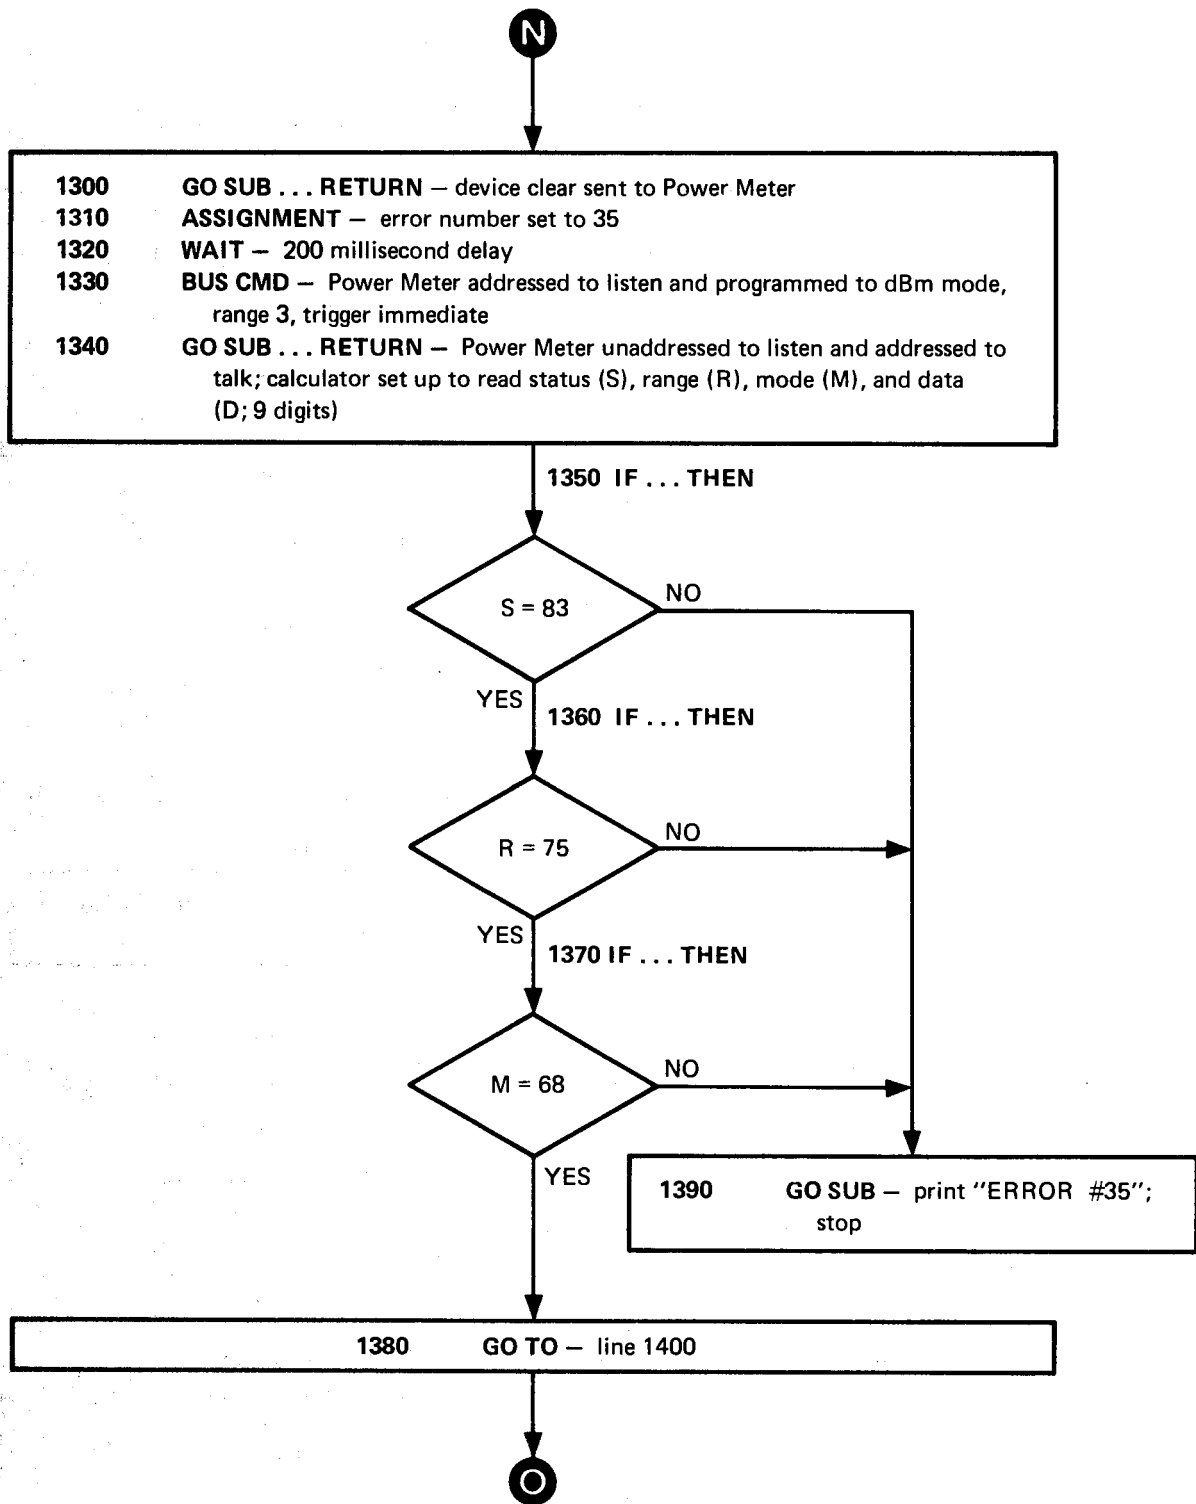 N
1300 GO SUB . . . RETURN — device clear sent to Power Meter
1310 ASSIGNMENT — error number set to 35
1320 WAIT — 200 millisecond delay
1330 BUS CMD — Power Meter addressed to listen and programmed to dBm mode,
range 3, trigger immediate
1340 GO SUB . . . RETURN — Power Meter unaddressed to listen and addressed to
talk; calculator set up to read status (S), range (R), mode (M), and data
(D; 9 digits)
1350 IF . . . THEN
S = 83
NO
YES
1360 IF . . . THEN
R = 75
NO
YES
1370 IF . . . THEN
M = 68
NO
YES
1390 GO SUB — print "ERROR #35";
stop
1380 GO TO — line 1400
O